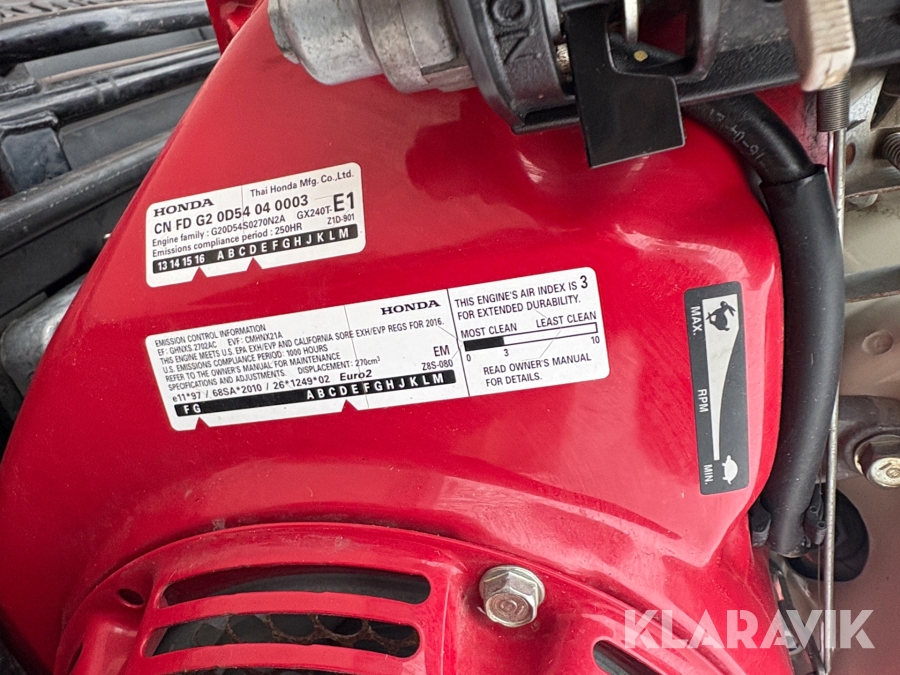 NO
16-04
HONDA Thai Honda Mfg. Co.,Ltd.
CN FD G2 0D54 04 0003 GX240T- E1
Engine family : G20D54S0270N2A Z1D-901
Emissions compliance period : 250HR
13 14 15 16 A B C D E F G H J K L M
EMISSION CONTROL INFORMATION HONDA
EF: GHNXS.2702AC EVF: CMHNX21A
THIS ENGINE MEETS U.S. EPA EXH/EVP AND CALIFORNIA SORE EXH/EVP REGS FOR 2016.
U.S. EMISSIONS COMPLIANCE PERIOD: 1000 HOURS
REFER TO THE OWNER'S MANUAL FOR MAINTENANCE EM
SPECIFICATIONS AND ADJUSTMENTS. DISPLACEMENT: 270cm³ Z8S-080
e11*97 / 68SA*2010 / 26*1249*02 Euro2
F G A B C D E F G H J K L M
THIS ENGINE'S AIR INDEX IS 3
FOR EXTENDED DURABILITY.
MOST CLEAN LEAST CLEAN
0 3 10
READ OWNER'S MANUAL
FOR DETAILS.
MAX.
RPM
MIN.
KLARAVIK